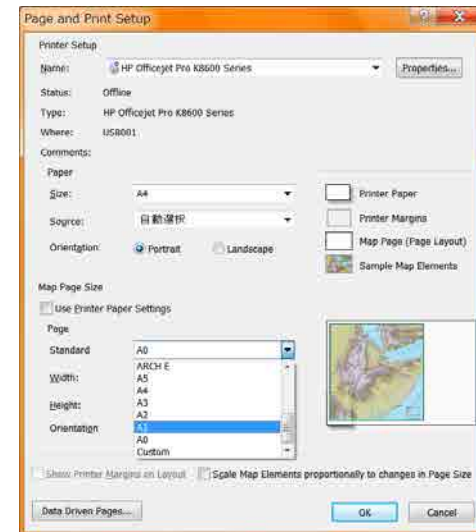 Page and Print Setup
Printer Setup
Name: HP Officejet Pro K8600 Series Properties...
Status: Offline
Type: HP Officejet Pro K8600 Series
Where: USB001
Comments:
Paper
Size: A4 Printer Paper
Source: 自動選択 Printer Margins
Orientation: Portrait Landscape Map Page (Page Layout)
Sample Map Elements
Map Page Size
Use Printer Paper Settings
Page
Standard A0
ARCH E
Width: A5
A4
Height: A3
A2
Orientation A1
A0
Custom
Show Printer Margins on Layout Scale Map Elements proportionally to changes in Page Size
Data Driven Pages... OK Cancel